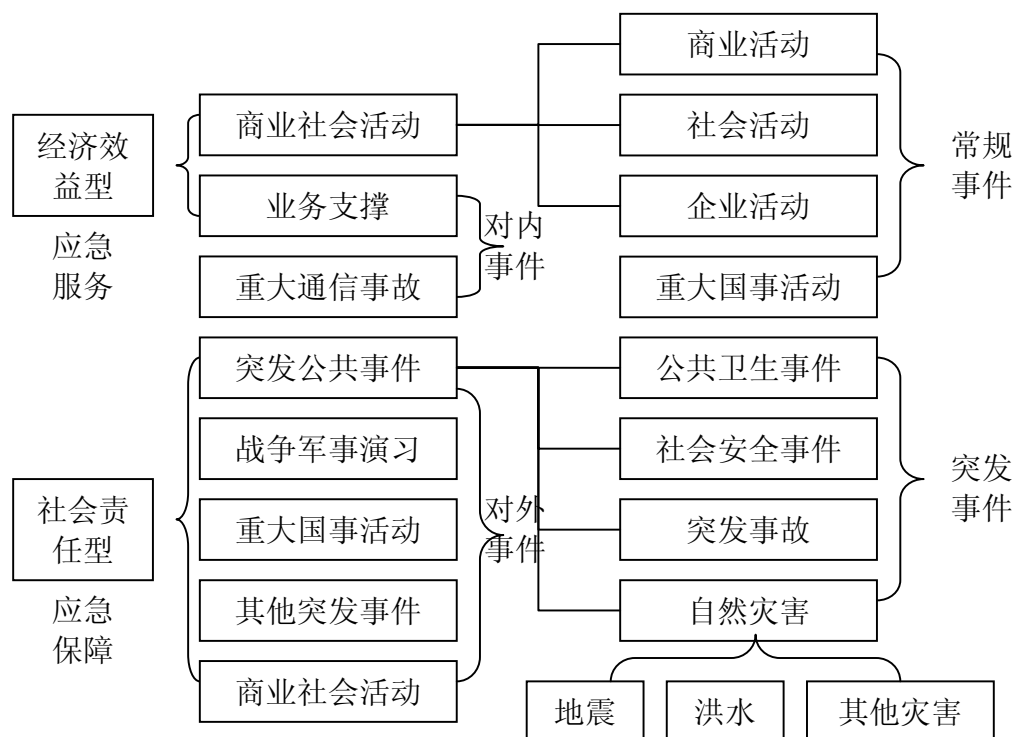 商业活动
商业社会活动
社会活动
经济效
益型
常规
事件
业务支撑
企业活动
对内
事件
应急
服务
重大通信事故
重大国事活动
突发公共事件
公共卫生事件
战争军事演习
社会安全事件
突发
事件
社会责
任型
对外
事件
重大国事活动
突发事故
其他突发事件
自然灾害
应急
保障
商业社会活动
地震
洪水
其他灾害